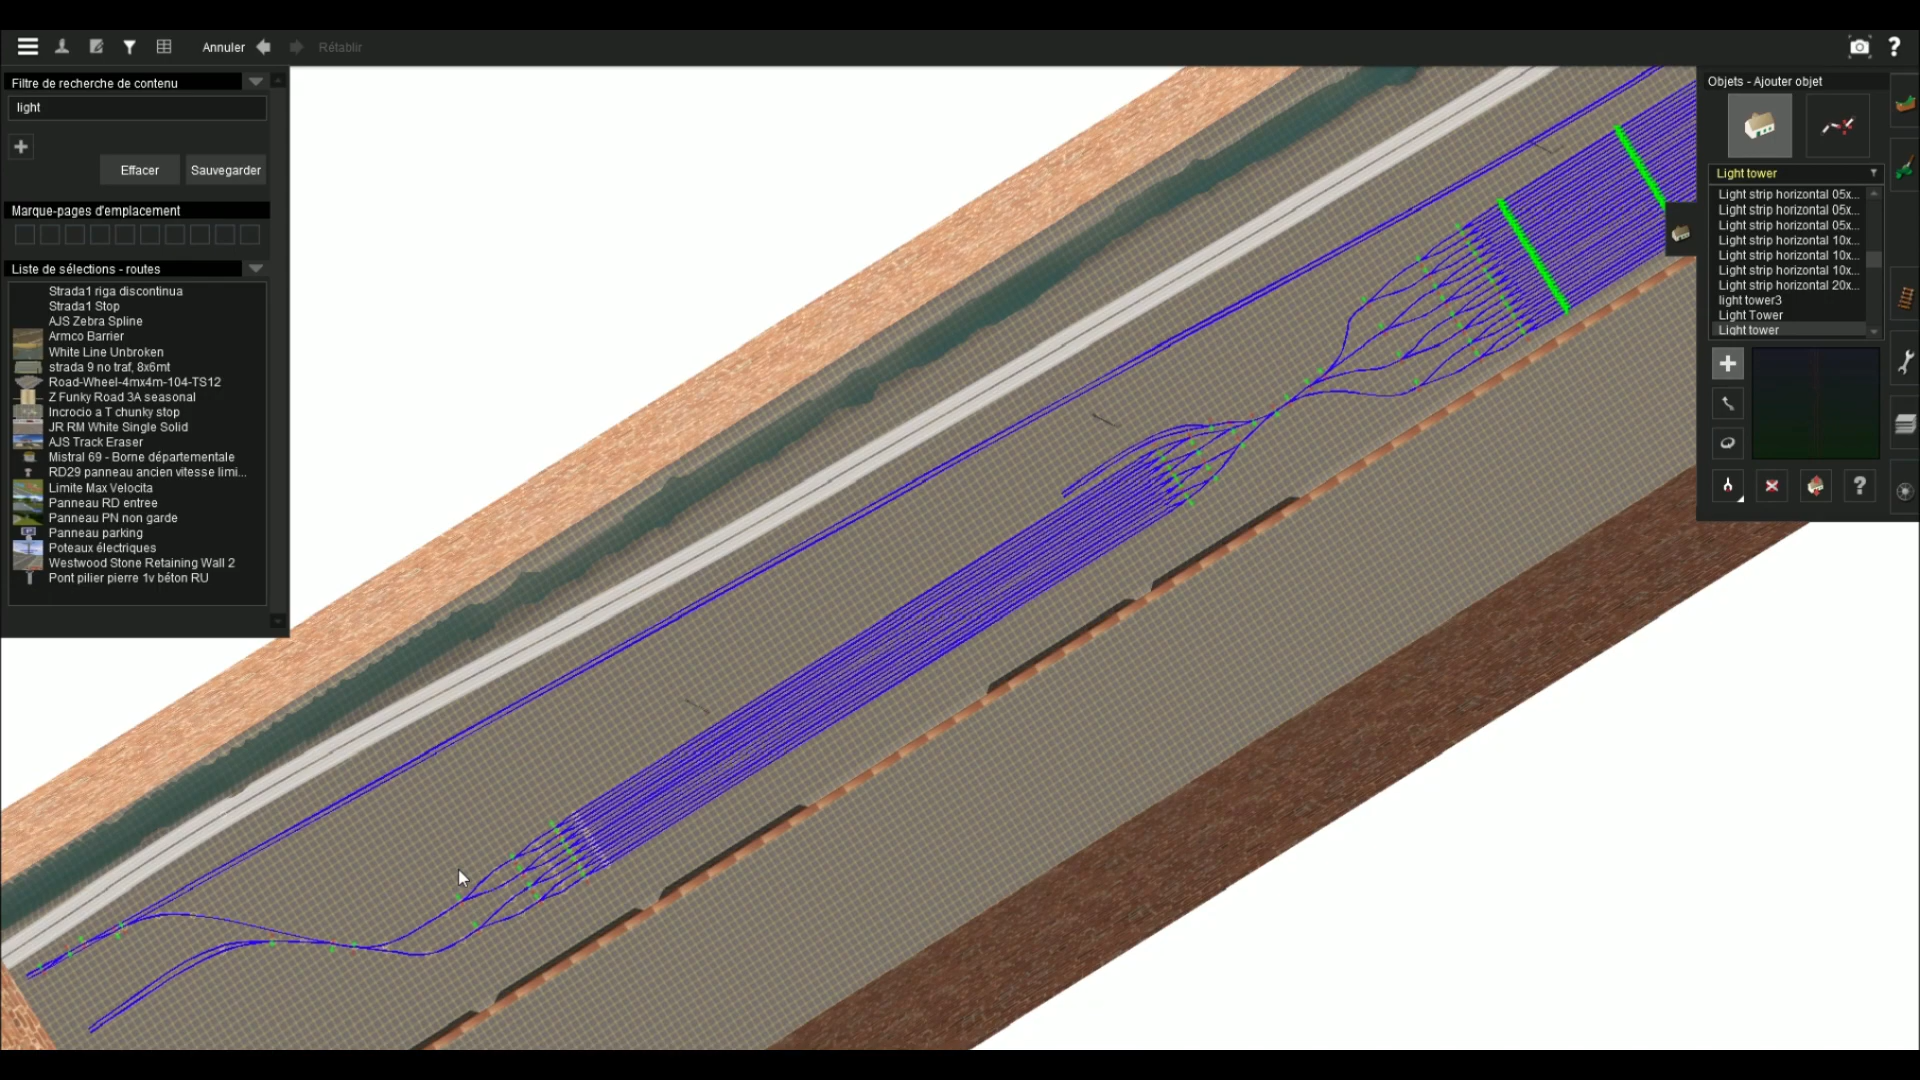 Annuler
Rétablir
?
Filtre de recherche de contenu
light
Effacer
Sauvegarder
Marque-pages d'emplacement
Liste de sélections - routes
Strada1 riga discontinua
Strada1 Stop
AJS Zebra Spline
Armco Barrier
White Line Unbroken
strada 9 no traf, 8x6mt
Road-Wheel-4mx4m-104-TS12
Z Funky Road 3A seasonal
Incrocio a T chunky stop
JR RM White Single Solid
AJS Track Eraser
Mistral 69 - Borne départementale
RD29 panneau ancien vitesse limi...
Limite Max Velocita
Panneau RD entree
Panneau PN non garde
Panneau parking
Poteaux électriques
Westwood Stone Retaining Wall 2
Pont pilier pierre 1v béton RU
Objets - Ajouter objet
Light tower
Light strip horizontal 05x...
Light strip horizontal 05x...
Light strip horizontal 05x...
Light strip horizontal 10x...
Light strip horizontal 10x...
Light strip horizontal 10x...
Light strip horizontal 20x...
light tower3
Light Tower
Light tower
?